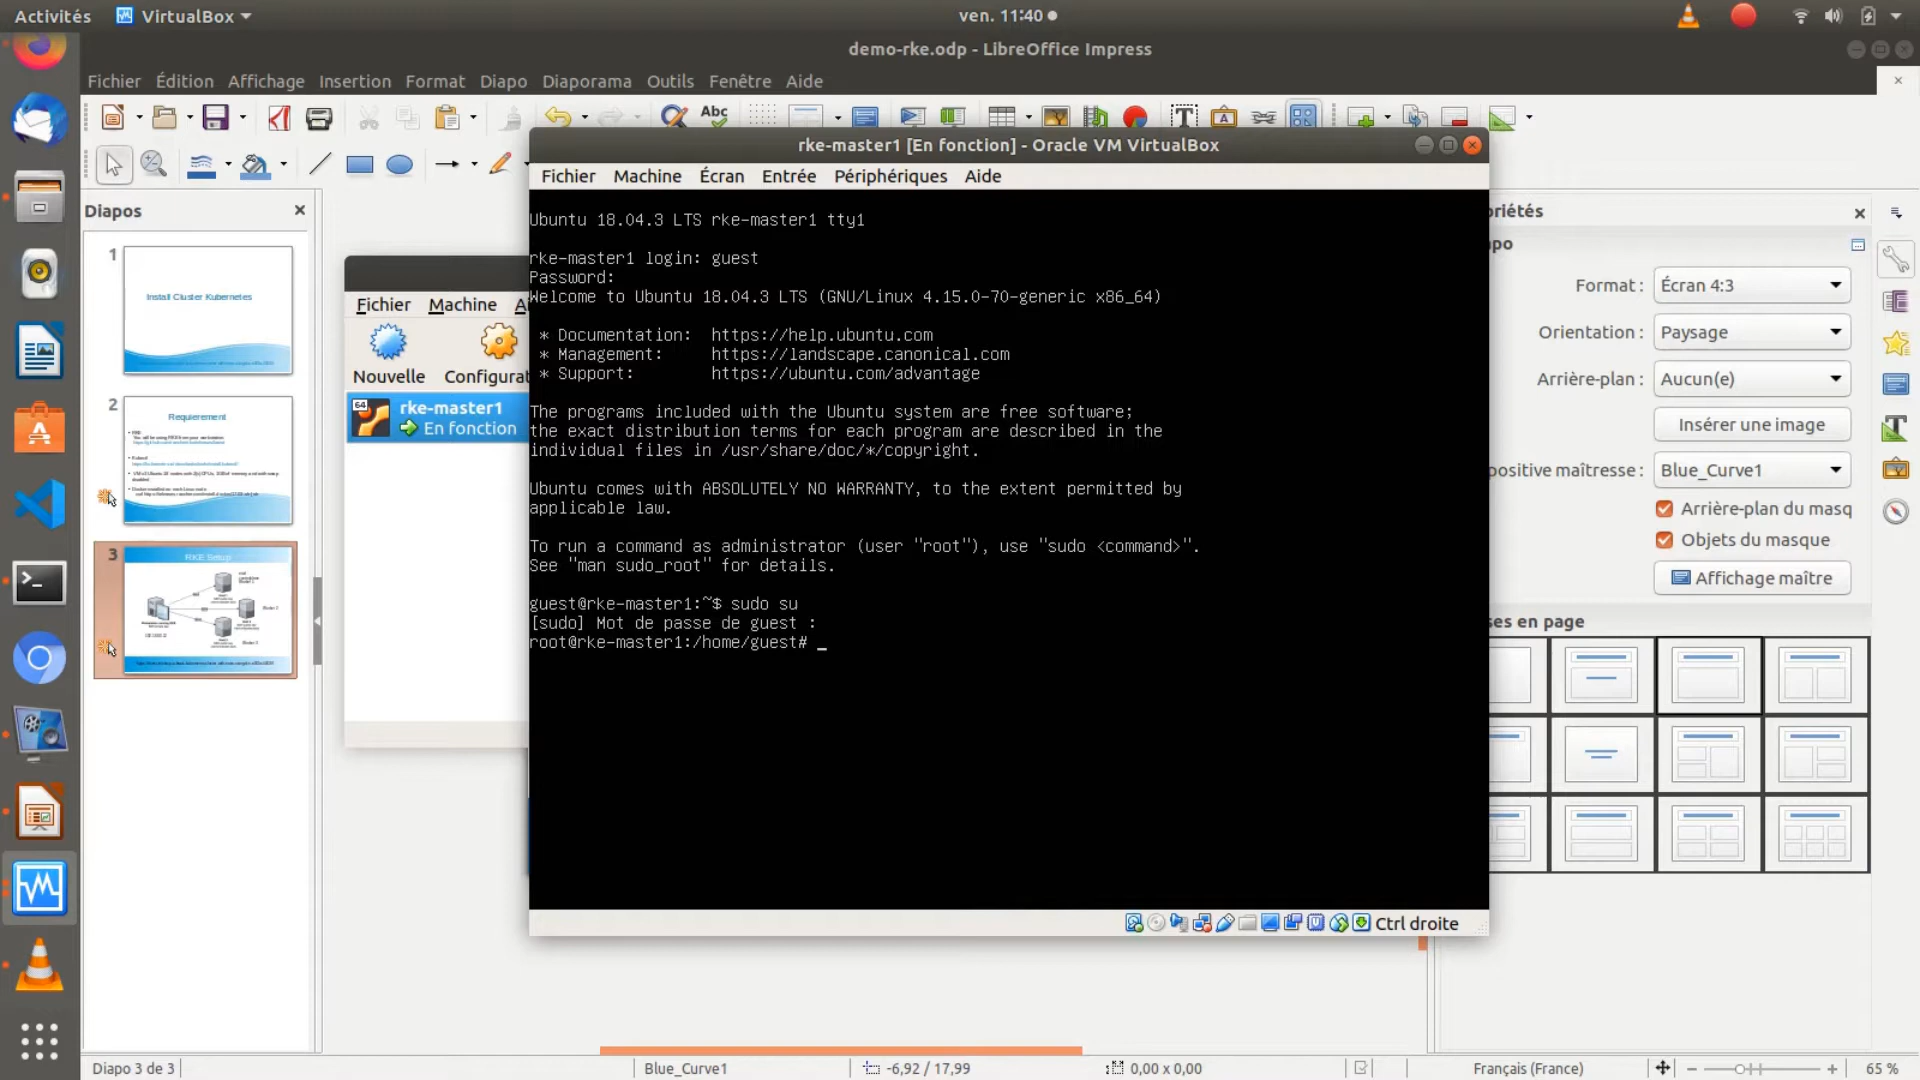 Activités
VirtualBox
ven. 11:40
demo-rke.odp - LibreOffice Impress
Fichier Édition Affichage Insertion Format Diapo Diaporama Outils Fenêtre Aide
Abc
Diapos
1
Install Cluster Kubernetes
2
Requierement
3
RKE Setup
Fichier Machine
Nouvelle
rke-master1
En fonction
rke-master1 [En fonction] - Oracle VM VirtualBox
Fichier Machine Écran Entrée Périphériques Aide
Ubuntu 18.04.3 LTS rke-master1 tty1
rke-master1 login: guest
Password:
Welcome to Ubuntu 18.04.3 LTS (GNU/Linux 4.15.0-70-generic x86_64)
* Documentation: https://help.ubuntu.com
* Management: https://landscape.canonical.com
* Support: https://ubuntu.com/advantage
The programs included with the Ubuntu system are free software;
the exact distribution terms for each program are described in the
individual files in /usr/share/doc/*/copyright.
Ubuntu comes with ABSOLUTELY NO WARRANTY, to the extent permitted by
applicable law.
To run a command as administrator (user "root"), use "sudo <command>".
See "man sudo_root" for details.
guest@rke-master1:~$ sudo su
[sudo] Mot de passe de guest :
root@rke-master1:/home/guest# _
Ctrl droite
riétés
po
Format : Écran 4:3
Orientation : Paysage
Arrière-plan : Aucun(e)
Insérer une image
positive maîtresse : Blue_Curve1
Arrière-plan du masq
Objets du masque
Affichage maître
ses en page
Diapo 3 de 3
Blue_Curve1
-6,92 / 17,99
0,00 x 0,00
Français (France)
65 %